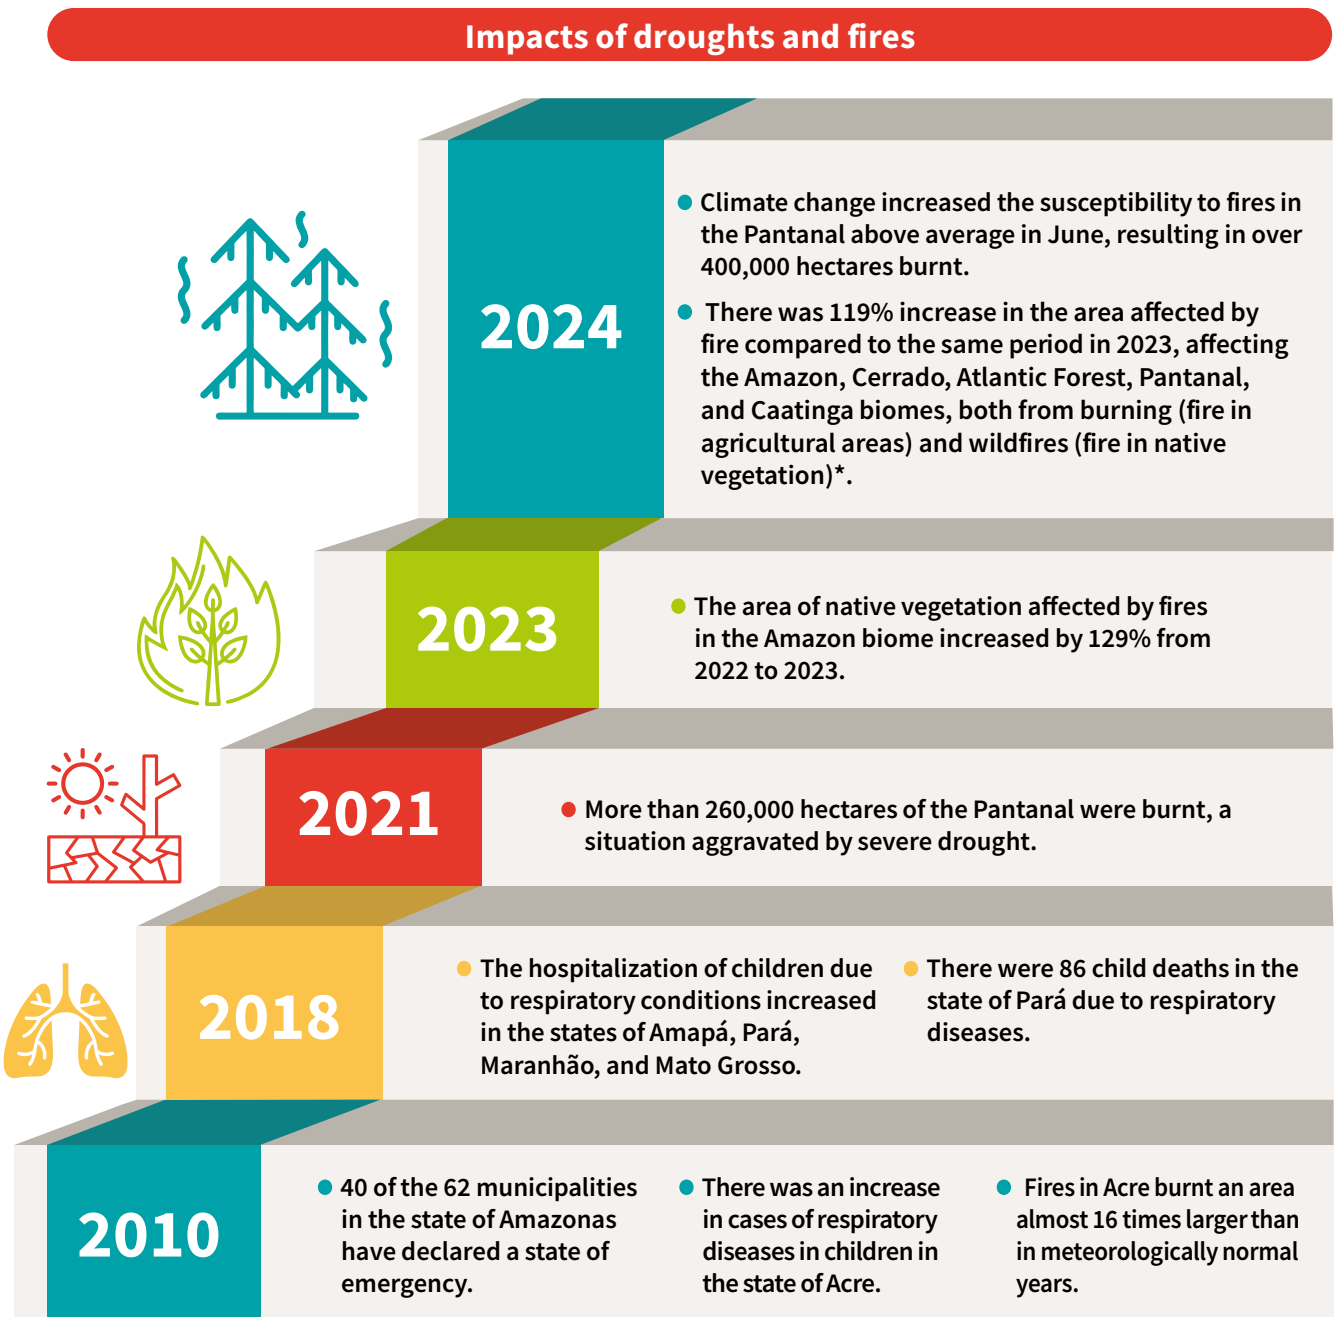 Impacts of droughts and fires
2024
● Climate change increased the susceptibility to fires in
the Pantanal above average in June, resulting in over
400,000 hectares burnt.
● There was 119% increase in the area affected by
fire compared to the same period in 2023, affecting
the Amazon, Cerrado, Atlantic Forest, Pantanal,
and Caatinga biomes, both from burning (fire in
agricultural areas) and wildfires (fire in native
vegetation)*.
2023
● The area of native vegetation affected by fires
in the Amazon biome increased by 129% from
2022 to 2023.
2021
● More than 260,000 hectares of the Pantanal were burnt, a
situation aggravated by severe drought.
2018
● The hospitalization of children due
to respiratory conditions increased
in the states of Amapá, Pará,
Maranhão, and Mato Grosso.
● There were 86 child deaths in the
state of Pará due to respiratory
diseases.
2010
● 40 of the 62 municipalities
in the state of Amazonas
have declared a state of
emergency.
● There was an increase
in cases of respiratory
diseases in children in
the state of Acre.
● Fires in Acre burnt an area
almost 16 times larger than
in meteorologically normal
years.